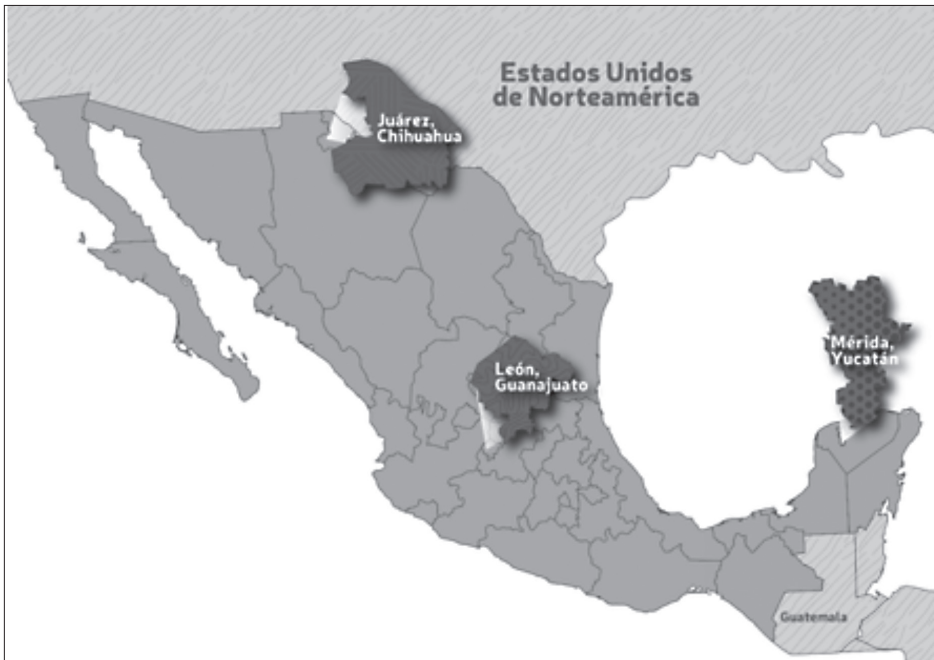 Estados Unidos
de Norteamérica
Juárez,
Chihuahua
León,
Guanajuato
Mérida,
Yucatán
Guatemala